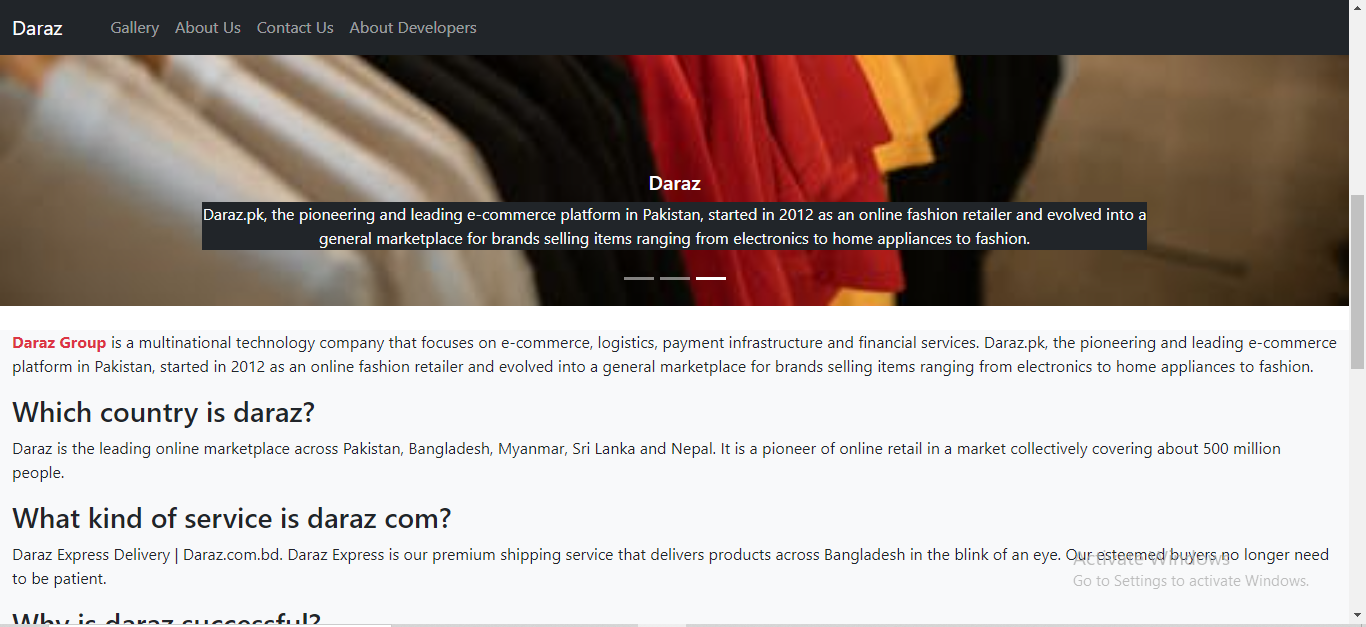 Daraz Gallery About Us Contact Us About Developers
Daraz
Daraz.pk, the pioneering and leading e-commerce platform in Pakistan, started in 2012 as an online fashion retailer and evolved into a
general marketplace for brands selling items ranging from electronics to home appliances to fashion.
Daraz Group is a multinational technology company that focuses on e-commerce, logistics, payment infrastructure and financial services. Daraz.pk, the pioneering and leading e-commerce
platform in Pakistan, started in 2012 as an online fashion retailer and evolved into a general marketplace for brands selling items ranging from electronics to home appliances to fashion.
Which country is daraz?
Daraz is the leading online marketplace across Pakistan, Bangladesh, Myanmar, Sri Lanka and Nepal. It is a pioneer of online retail in a market collectively covering about 500 million
people.
What kind of service is daraz com?
Daraz Express Delivery | Daraz.com.bd. Daraz Express is our premium shipping service that delivers products across Bangladesh in the blink of an eye. Our esteemed buyers no longer need
to be patient.
Activate Windows
Go to Settings to activate Windows.
Why is daraz successful?